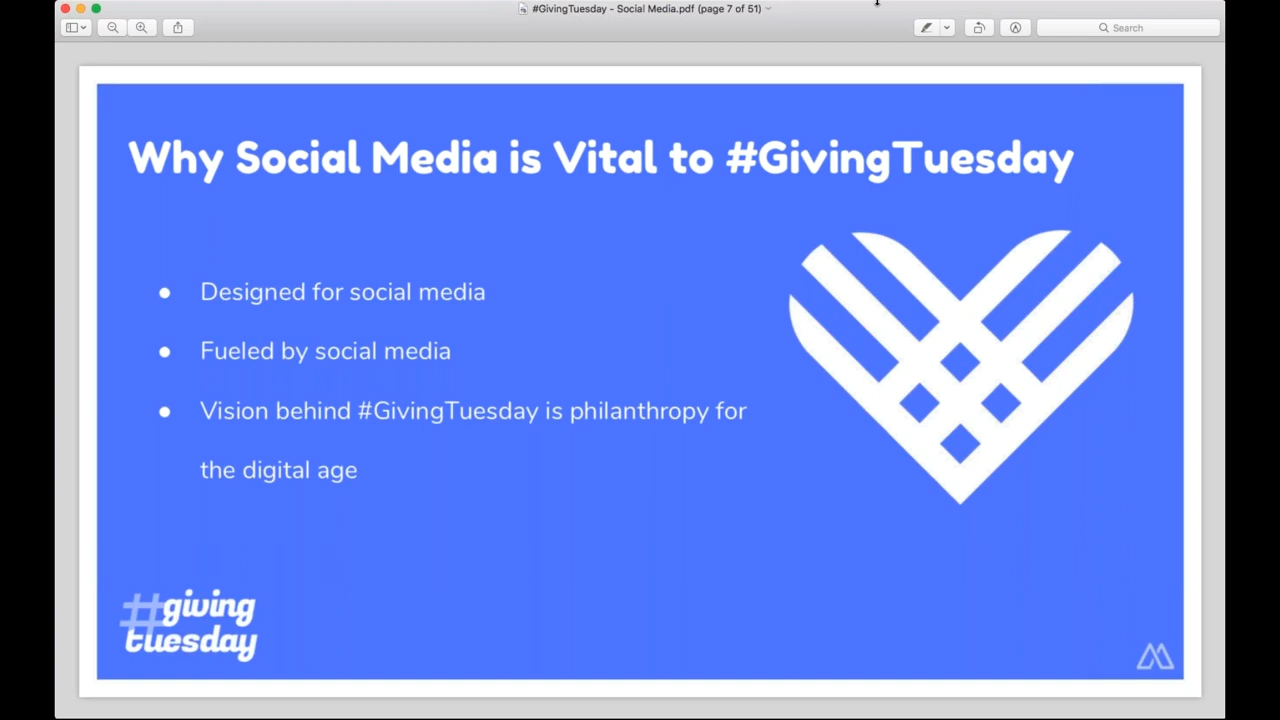 #GivingTuesday - Social Media.pdf (page 7 of 51)
Search
Why Social Media is Vital to #GivingTuesday
● Designed for social media
● Fueled by social media
● Vision behind #GivingTuesday is philanthropy for
the digital age
#giving
tuesday